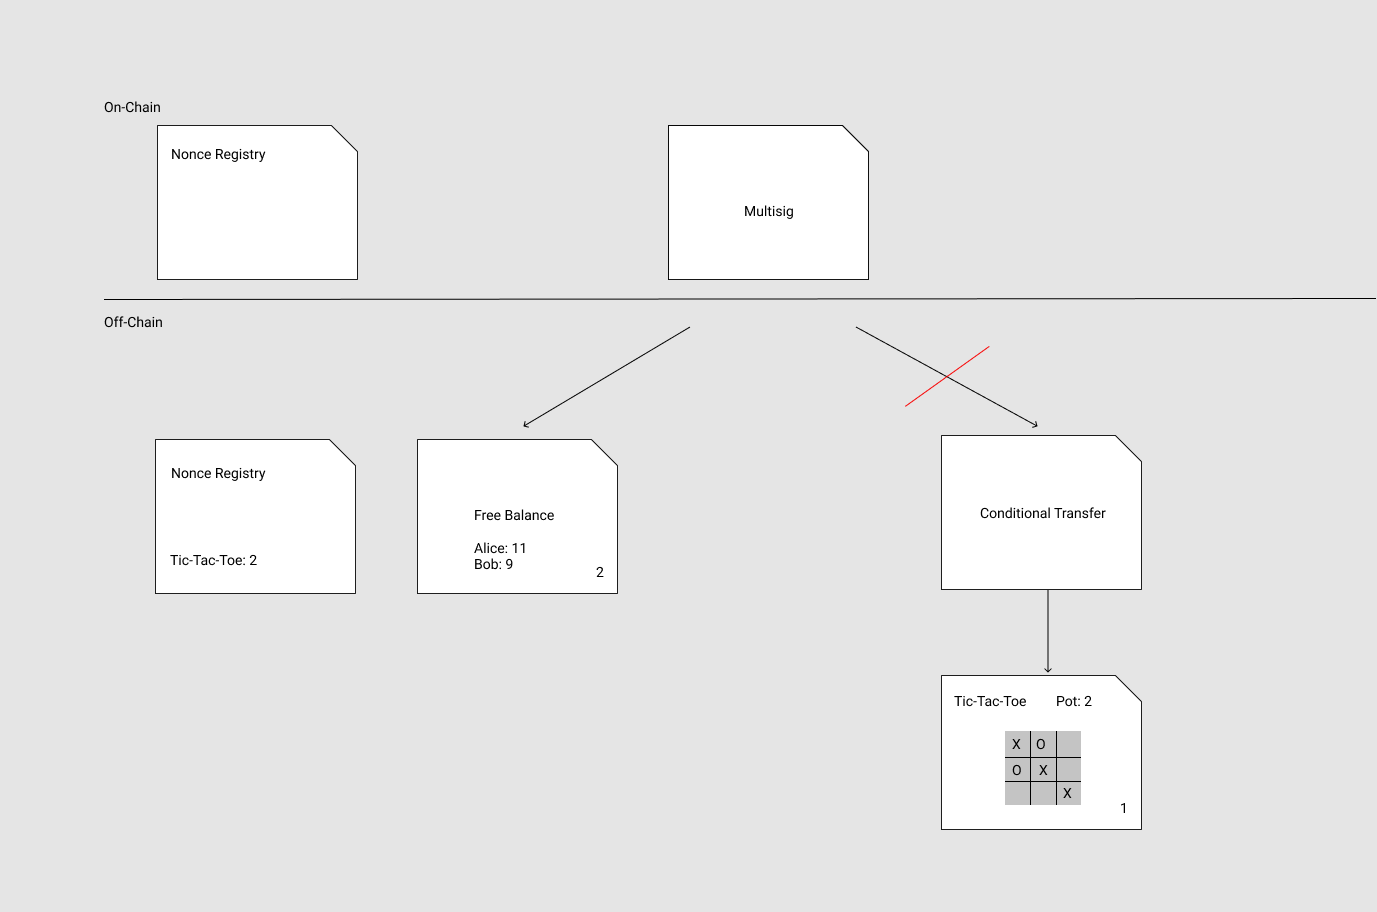 On-Chain
Nonce Registry
Multisig
Off-Chain
Nonce Registry
Tic-Tac-Toe: 2
Free Balance
Alice: 11
Bob: 9
2
Conditional Transfer
Tic-Tac-Toe Pot: 2
X O
O X
X
1